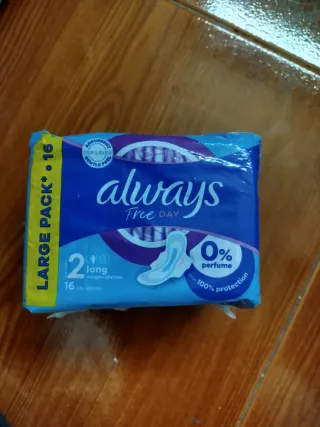 LARGE PACK* • 16
always
Free DAY
2
long
16
0%
perfume
100% protection